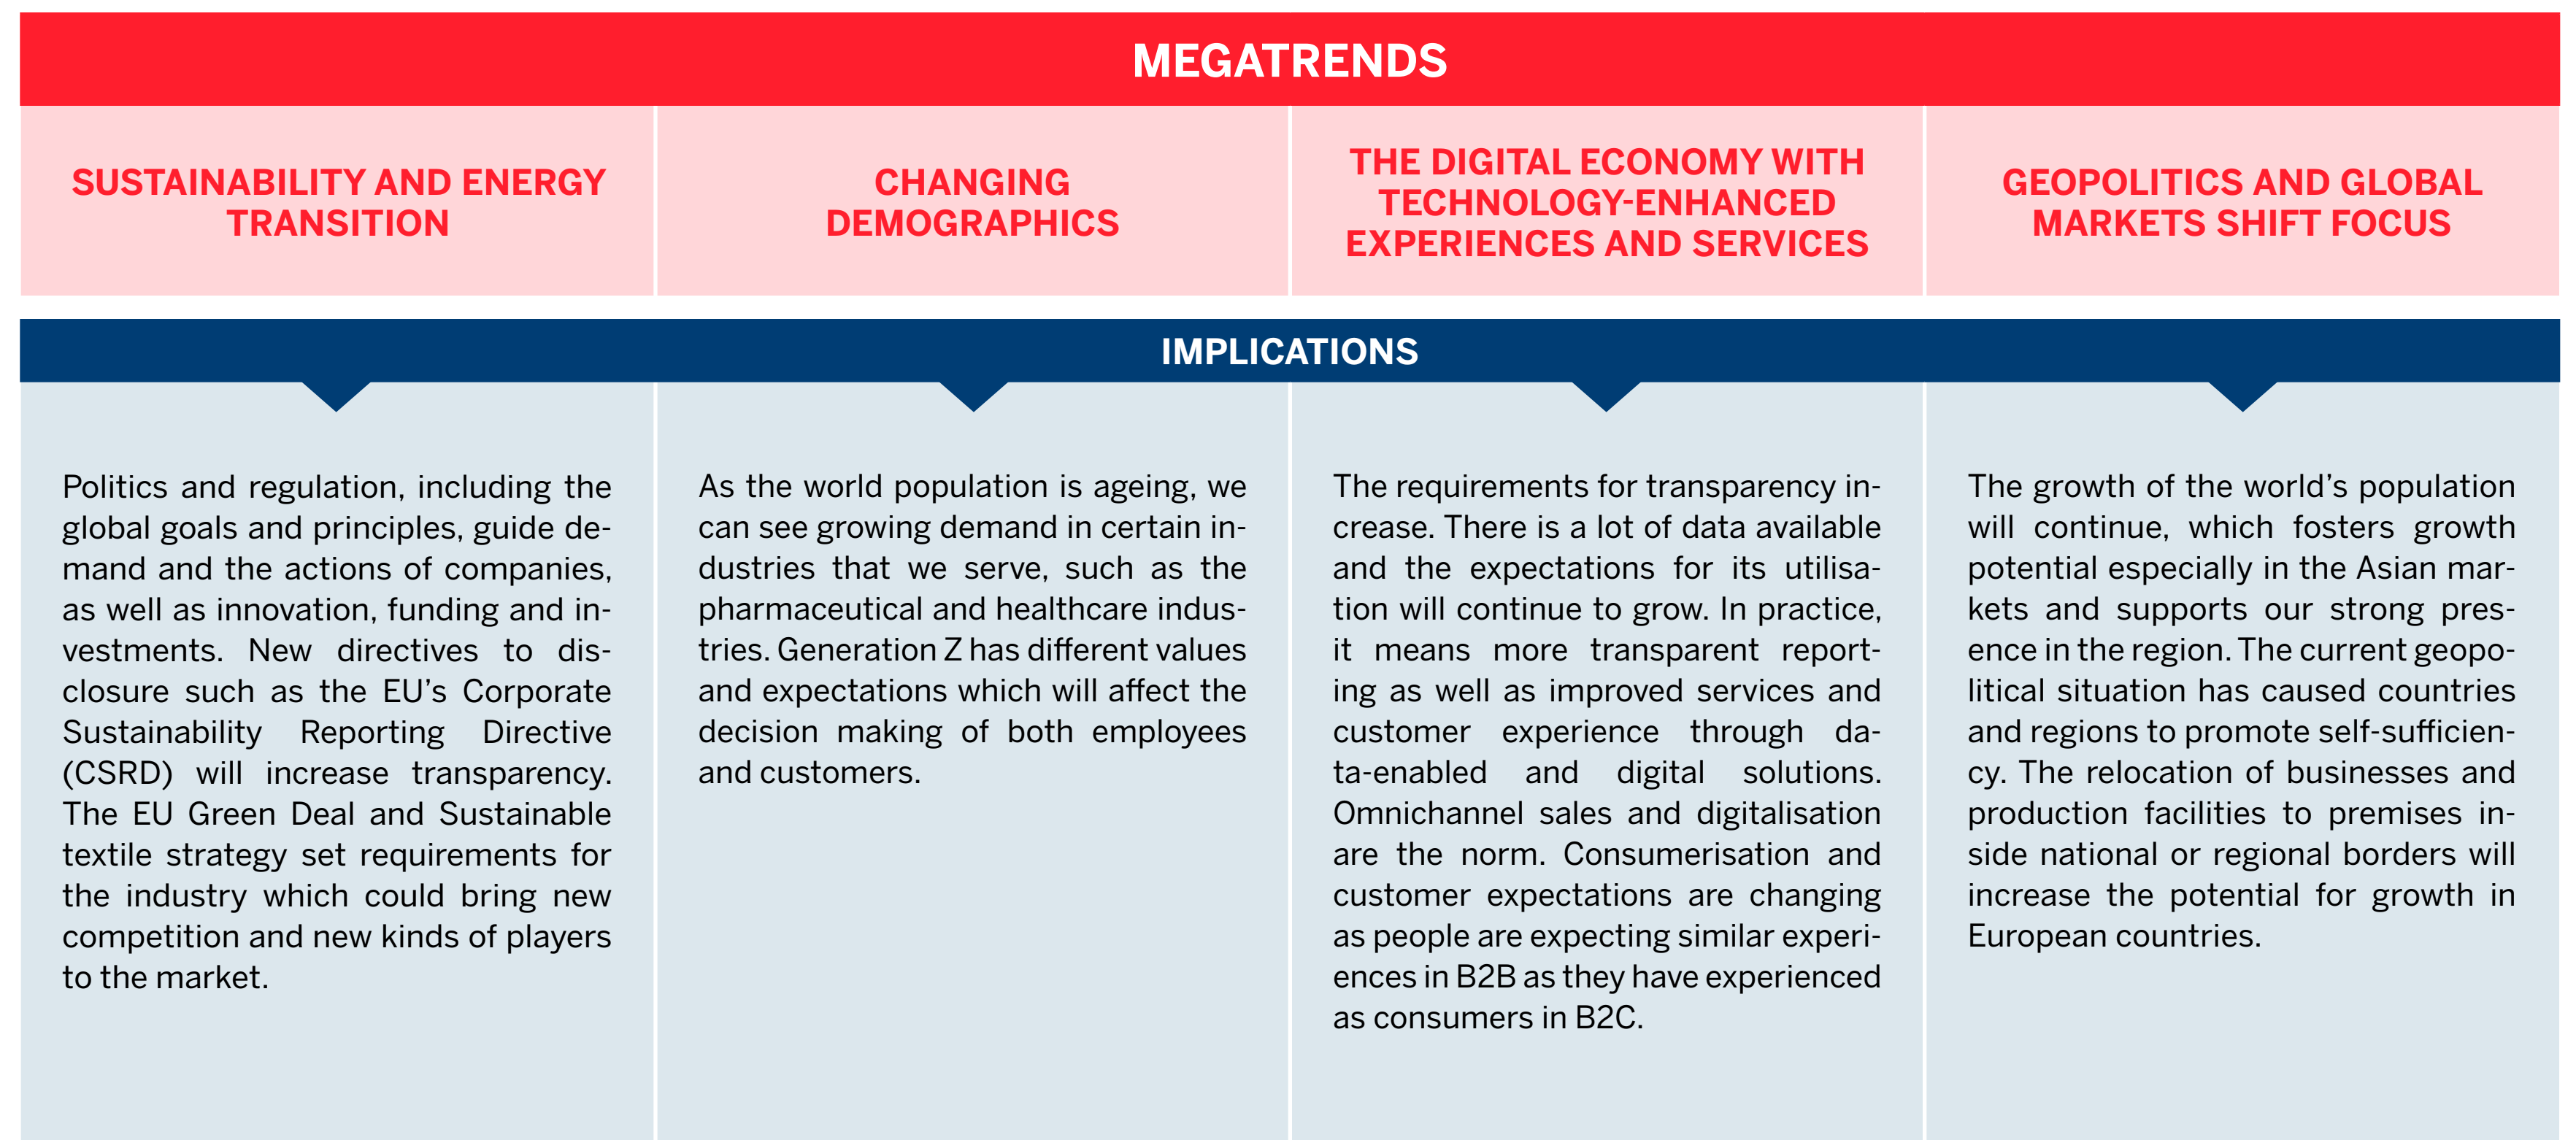 MEGATRENDS
SUSTAINABILITY AND ENERGY
TRANSITION
CHANGING
DEMOGRAPHICS
THE DIGITAL ECONOMY WITH
TECHNOLOGY-ENHANCED
EXPERIENCES AND SERVICES
GEOPOLITICS AND GLOBAL
MARKETS SHIFT FOCUS
IMPLICATIONS
Politics and regulation, including the
global goals and principles, guide de-
mand and the actions of companies,
as well as innovation, funding and in-
vestments. New directives to dis-
closure such as the EU’s Corporate
Sustainability Reporting Directive
(CSRD) will increase transparency.
The EU Green Deal and Sustainable
textile strategy set requirements for
the industry which could bring new
competition and new kinds of players
to the market.
As the world population is ageing, we
can see growing demand in certain in-
dustries that we serve, such as the
pharmaceutical and healthcare indus-
tries. Generation Z has different values
and expectations which will affect the
decision making of both employees
and customers.
The requirements for transparency in-
crease. There is a lot of data available
and the expectations for its utilisa-
tion will continue to grow. In practice,
it means more transparent report-
ing as well as improved services and
customer experience through da-
ta-enabled and digital solutions.
Omnichannel sales and digitalisation
are the norm. Consumerisation and
customer expectations are changing
as people are expecting similar experi-
ences in B2B as they have experienced
as consumers in B2C.
The growth of the world’s population
will continue, which fosters growth
potential especially in the Asian mar-
kets and supports our strong pres-
ence in the region. The current geopo-
litical situation has caused countries
and regions to promote self-sufficien-
cy. The relocation of businesses and
production facilities to premises in-
side national or regional borders will
increase the potential for growth in
European countries.